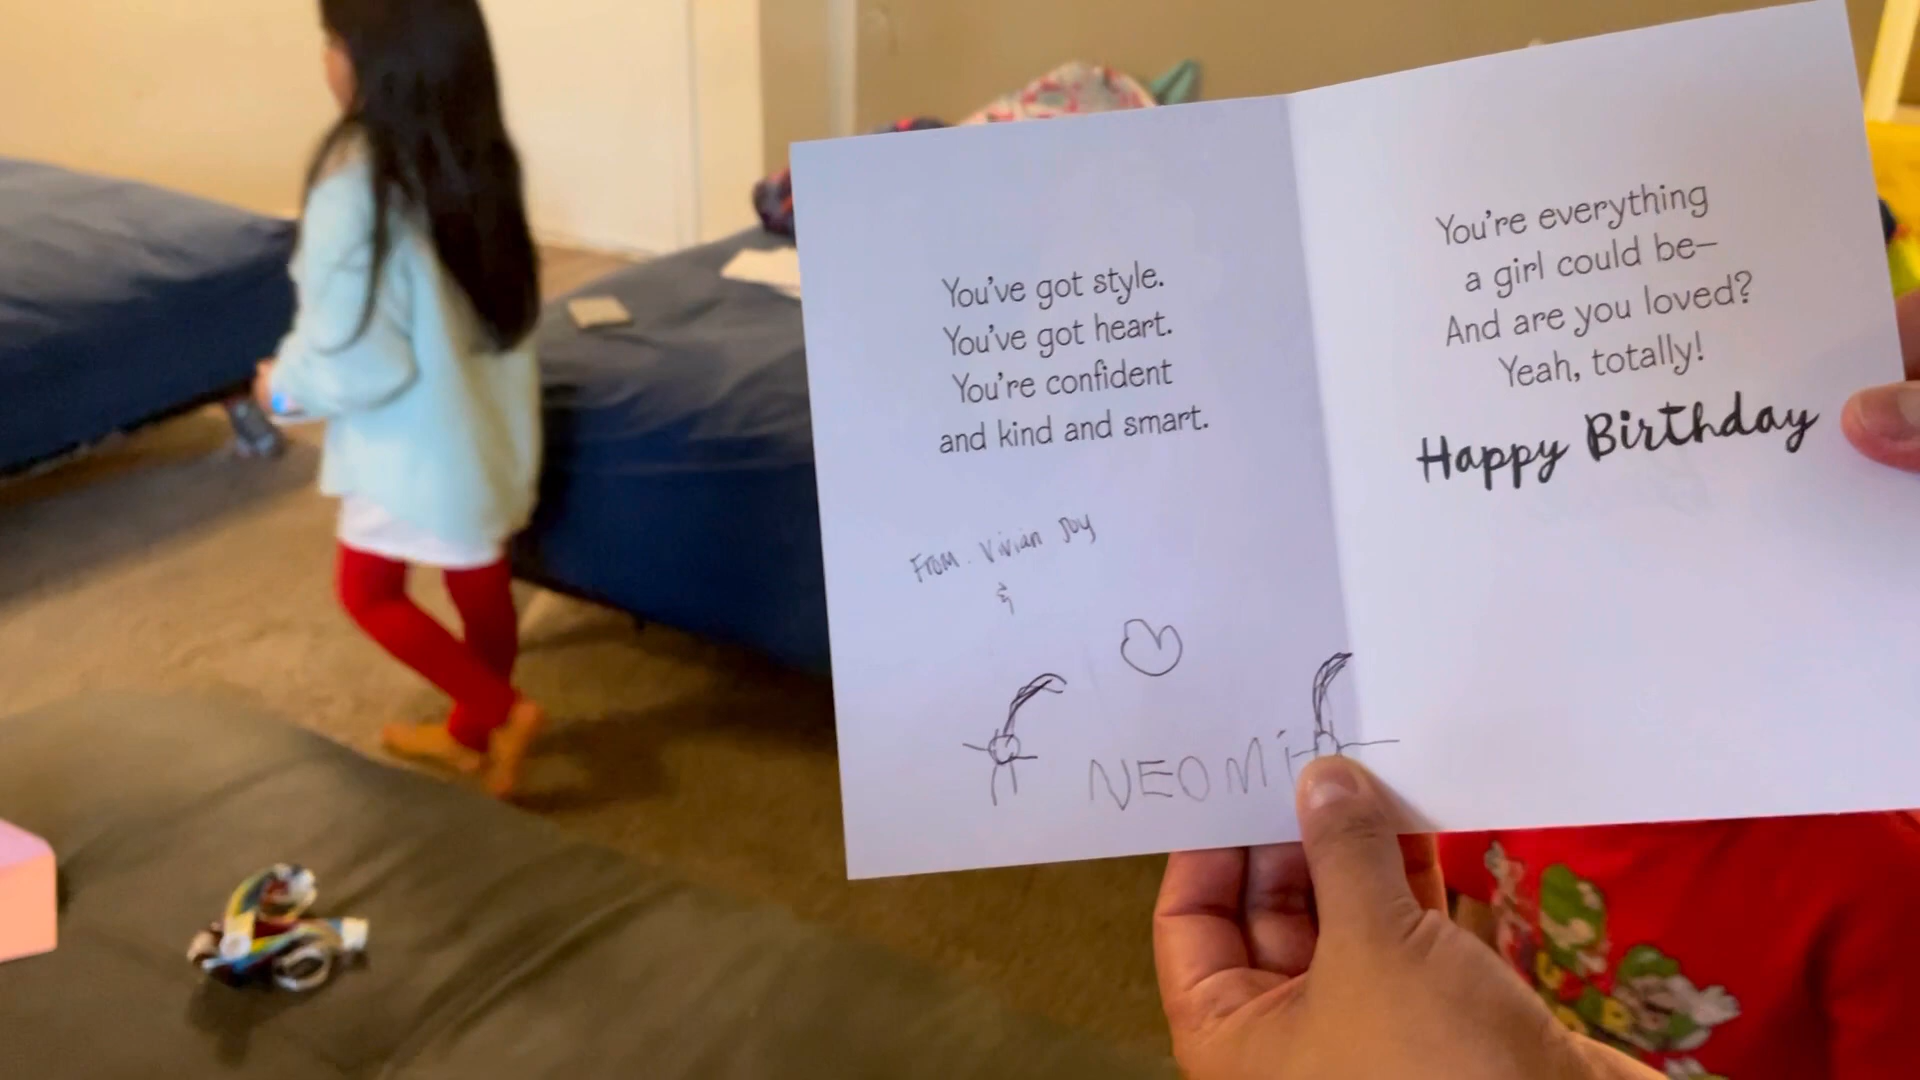 You've got style.
You've got heart.
You're confident
and kind and smart.
From. Vivian Joy
&
NEOMi
You're everything
a girl could be–
And are you loved?
Yeah, totally!
Happy Birthday